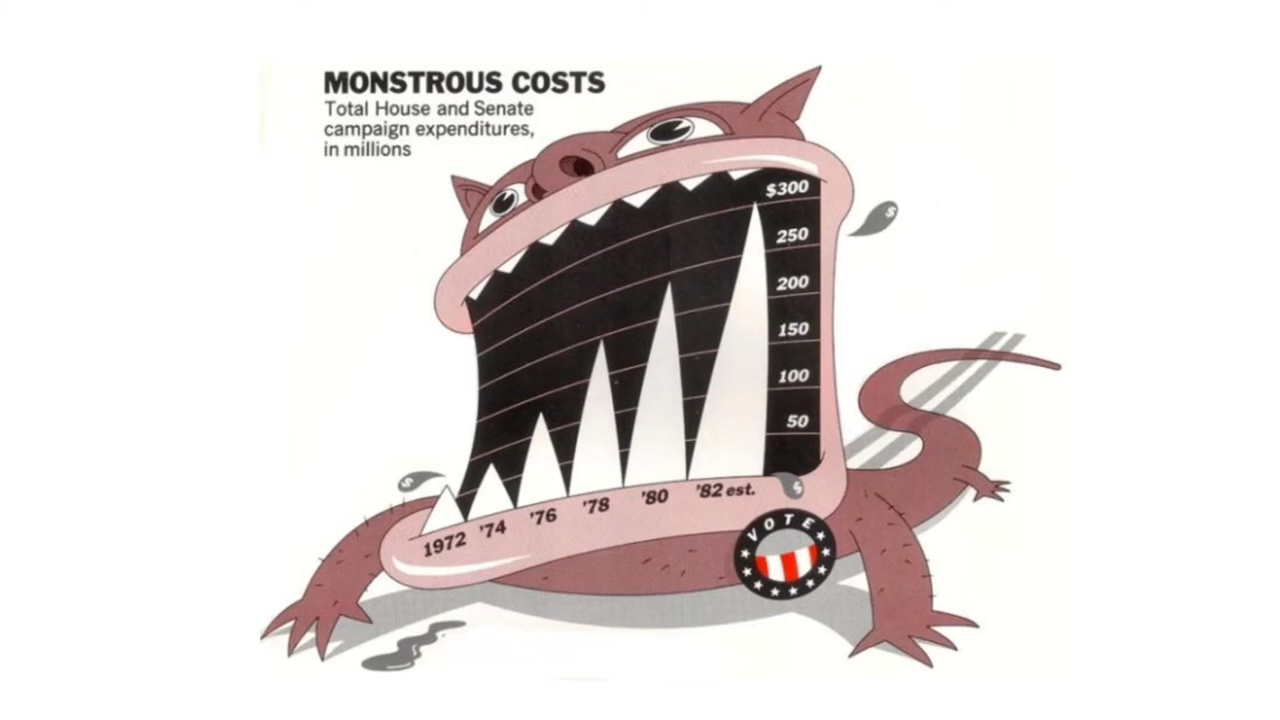 MONSTROUS COSTS
Total House and Senate
campaign expenditures,
in millions
$300
250
200
150
100
50
1972 '74 '76 '78 '80 '82 est.
$
$
$
VOTE